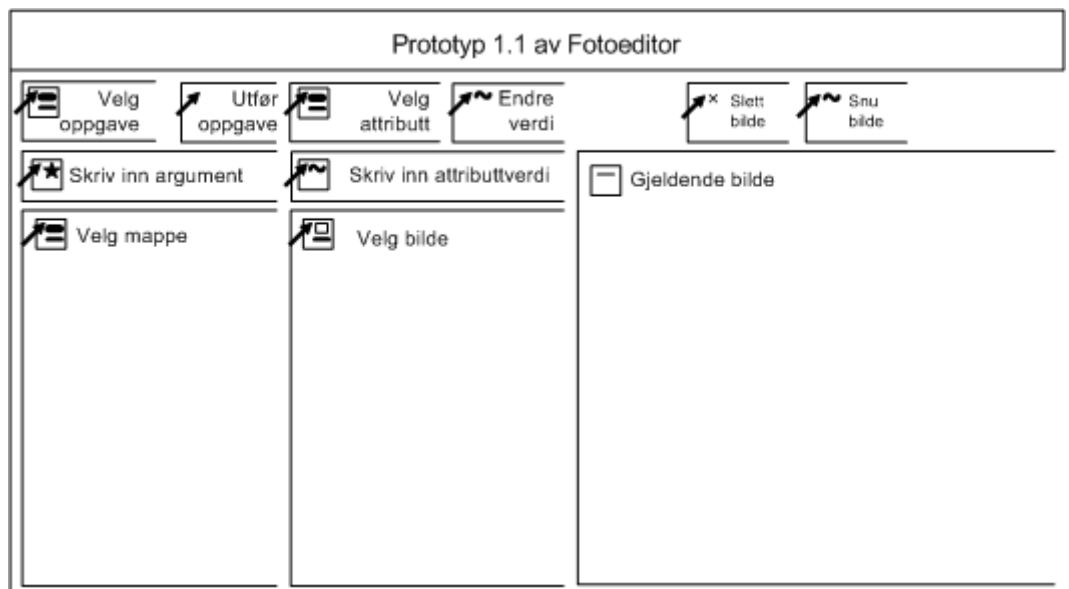 Prototyp 1.1 av Fotoeditor
Velg
oppgave
Utfør
oppgave
Velg
attributt
Endre
verdi
Slett
bilde
Snu
bilde
Skriv inn argument
Skriv inn attributtverdi
Gjeldende bilde
Velg mappe
Velg bilde